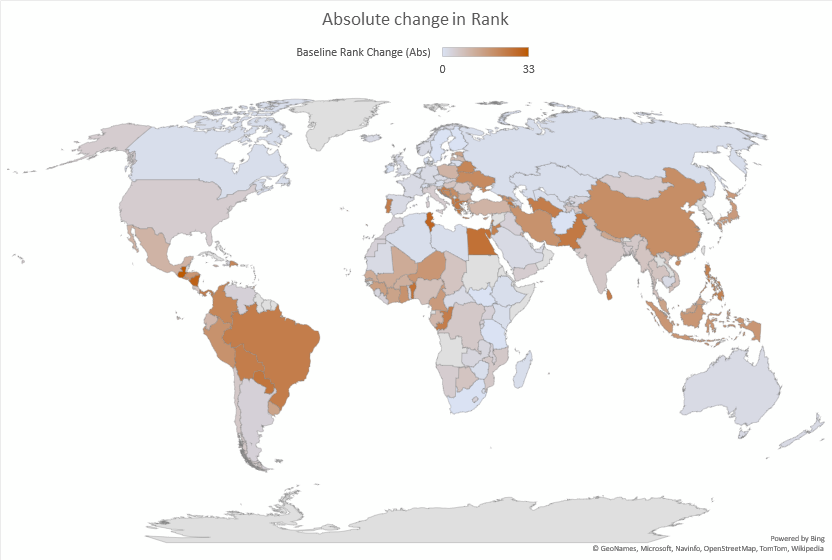 Absolute change in Rank
Baseline Rank Change (Abs)
0 33
Powered by Bing
© GeoNames, Microsoft, Navinfo, OpenStreetMap, TomTom, Wikipedia